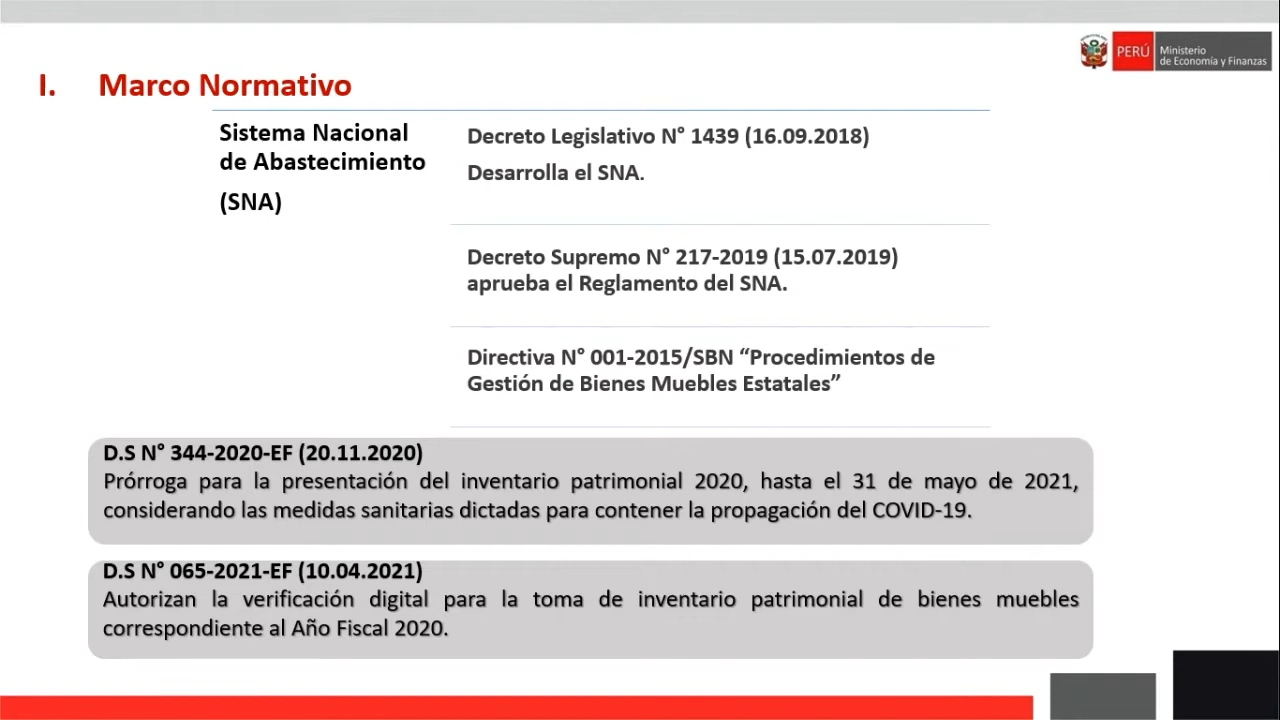 PERÚ
Ministerio
de Economía y Finanzas
I. Marco Normativo
Sistema Nacional
de Abastecimiento
(SNA)
Decreto Legislativo N° 1439 (16.09.2018)
Desarrolla el SNA.
Decreto Supremo N° 217-2019 (15.07.2019)
aprueba el Reglamento del SNA.
Directiva N° 001-2015/SBN “Procedimientos de
Gestión de Bienes Muebles Estatales”
D.S N° 344-2020-EF (20.11.2020)
Prórroga para la presentación del inventario patrimonial 2020, hasta el 31 de mayo de 2021,
considerando las medidas sanitarias dictadas para contener la propagación del COVID-19.
D.S N° 065-2021-EF (10.04.2021)
Autorizan la verificación digital para la toma de inventario patrimonial de bienes muebles
correspondiente al Año Fiscal 2020.